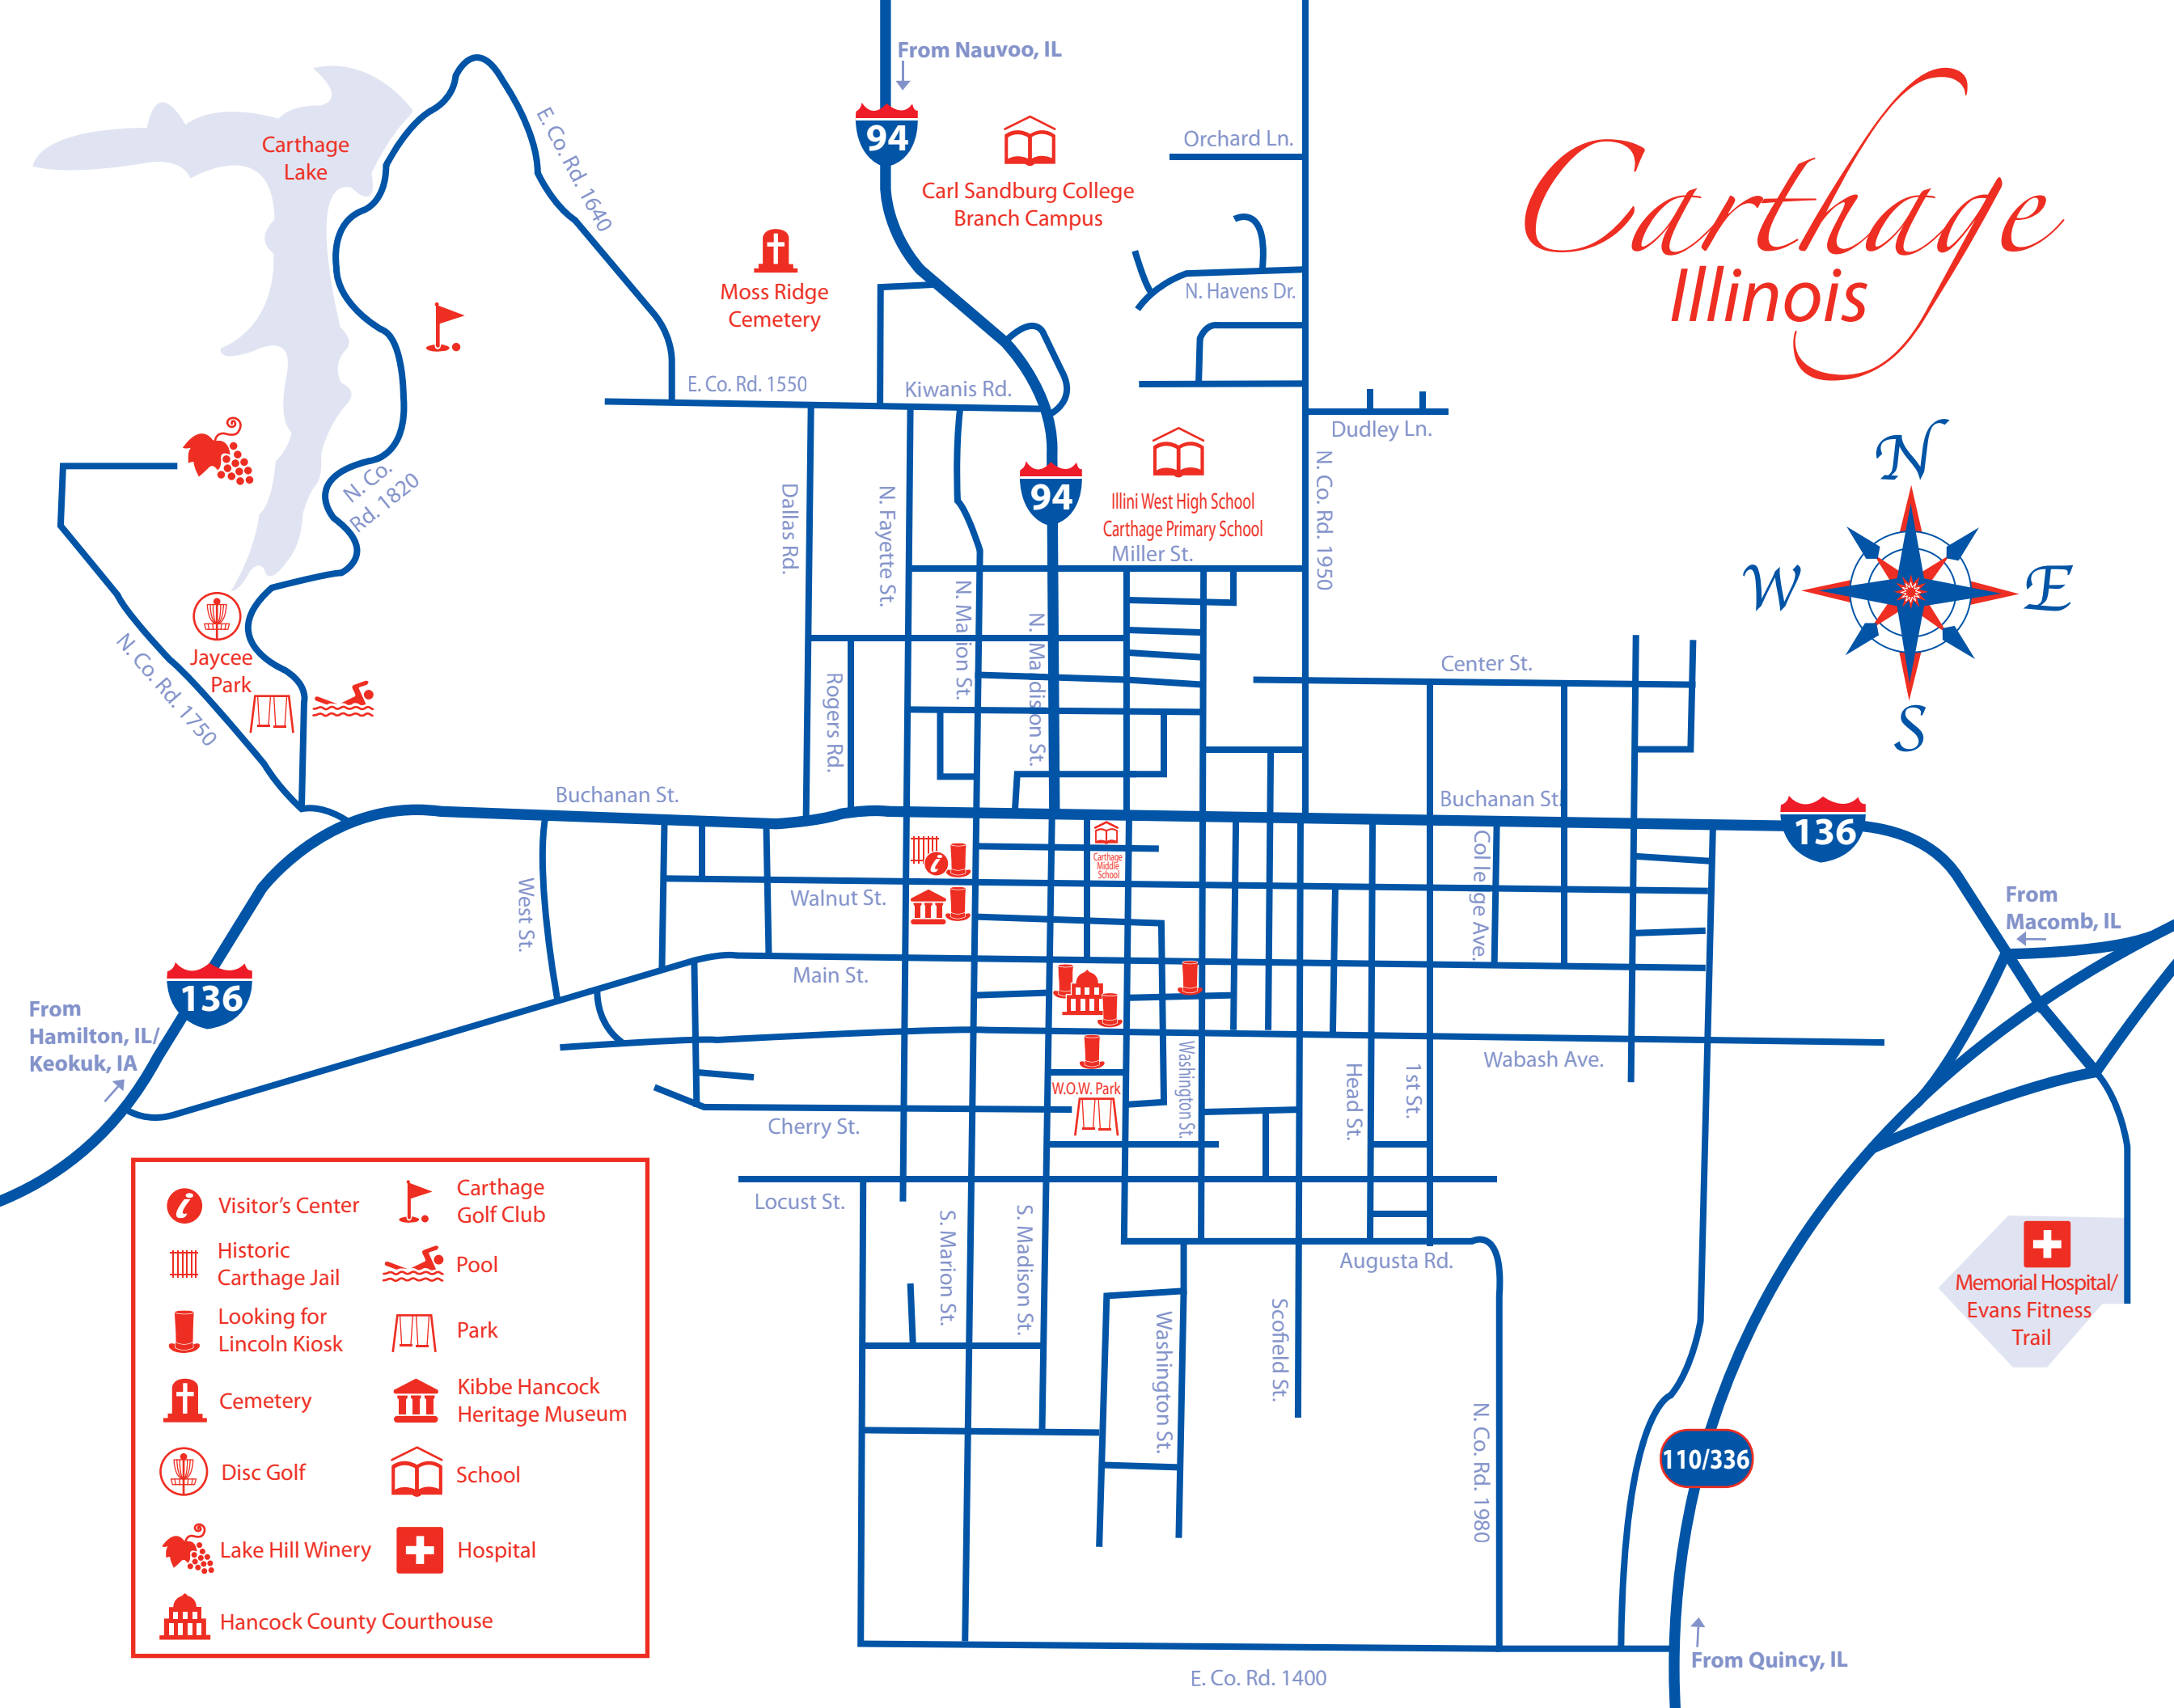 From Nauvoo, IL
94
Carthage
Illinois
Orchard Ln.
Carl Sandburg College
Branch Campus
Carthage
Lake
E. Co. Rd. 1640
Moss Ridge
Cemetery
N. Havens Dr.
E. Co. Rd. 1550
Kiwanis Rd.
Dudley Ln.
N. Co.
Rd. 1820
94
Illini West High School
Carthage Primary School
Miller St.
N. Co. Rd. 1950
Dallas Rd.
N. Fayette St.
N. Marion St.
N. Madison St.
N
W
E
S
Jaycee
Park
N. Co. Rd. 1750
Rogers Rd.
Center St.
Buchanan St.
Buchanan St.
136
Carthage
Middle
School
College Ave.
West St.
Walnut St.
From
Macomb, IL
Main St.
136
From
Hamilton, IL/
Keokuk, IA
Wabash Ave.
W.O.W. Park
Washington St.
Head St.
1st St.
Cherry St.
Locust St.
S. Marion St.
S. Madison St.
Augusta Rd.
Washington St.
Scofield St.
N. Co. Rd. 1980
Memorial Hospital/
Evans Fitness
Trail
110/336
From Quincy, IL
E. Co. Rd. 1400
Visitor's Center
Historic
Carthage Jail
Looking for
Lincoln Kiosk
Cemetery
Disc Golf
Lake Hill Winery
Hancock County Courthouse
Carthage
Golf Club
Pool
Park
Kibbe Hancock
Heritage Museum
School
Hospital